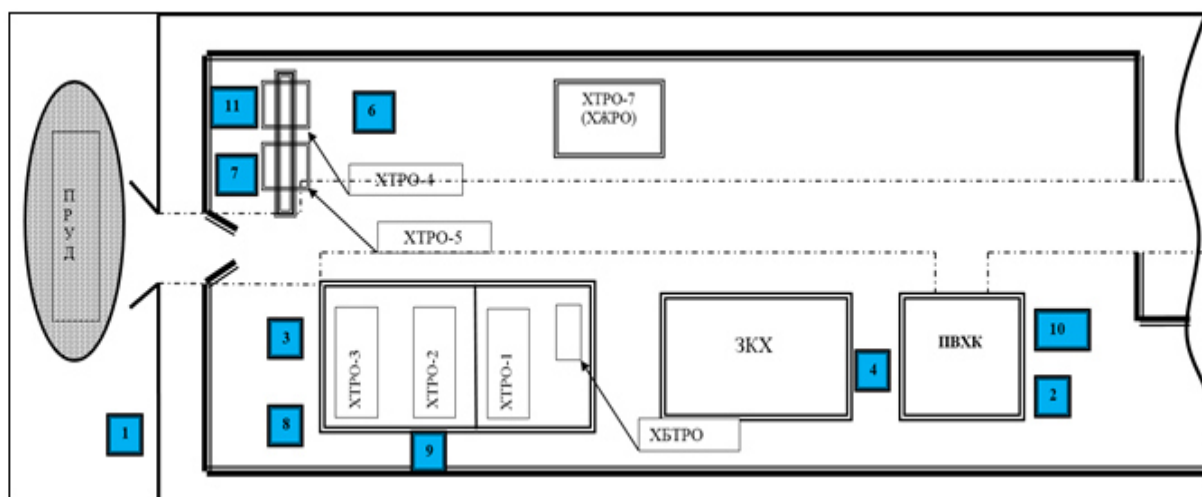 11
6
ХТРО-7
(ХЖРО)
7
ХТРО-4
ПРУД
ХТРО-5
3
ХТРО-3
ХТРО-2
ХТРО-1
ЗКХ
4
ПВХК
10
2
8
1
9
ХБТРО